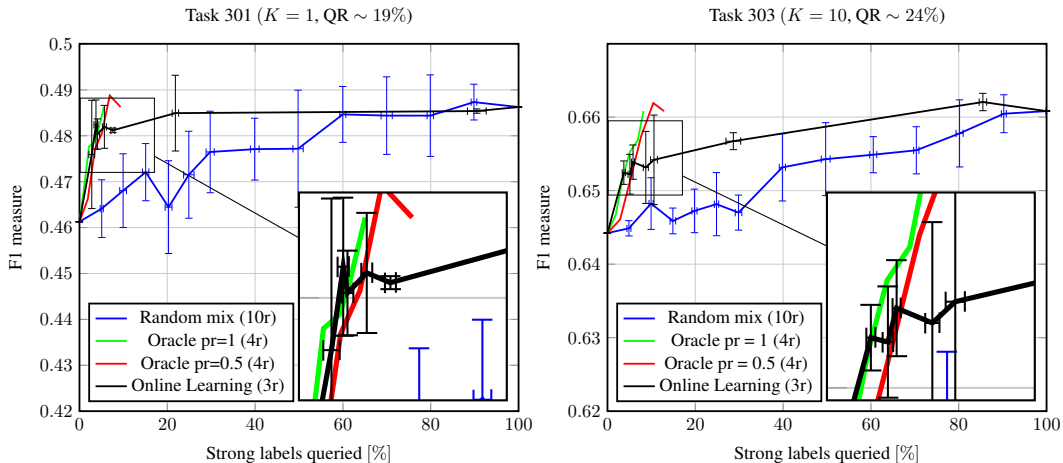 Task 301 (K = 1, QR ∼ 19%)
F1 measure
0.5
0.49
0.48
0.47
0.46
0.45
0.44
0.43
0.42
0
20
40
60
80
100
Strong labels queried [%]
Random mix (10r)
Oracle pr=1 (4r)
Oracle pr=0.5 (4r)
Online Learning (3r)
Task 303 (K = 10, QR ∼ 24%)
F1 measure
0.66
0.65
0.64
0.63
0.62
0
20
40
60
80
100
Strong labels queried [%]
Random mix (10r)
Oracle pr = 1 (4r)
Oracle pr = 0.5 (4r)
Online Learning (3r)